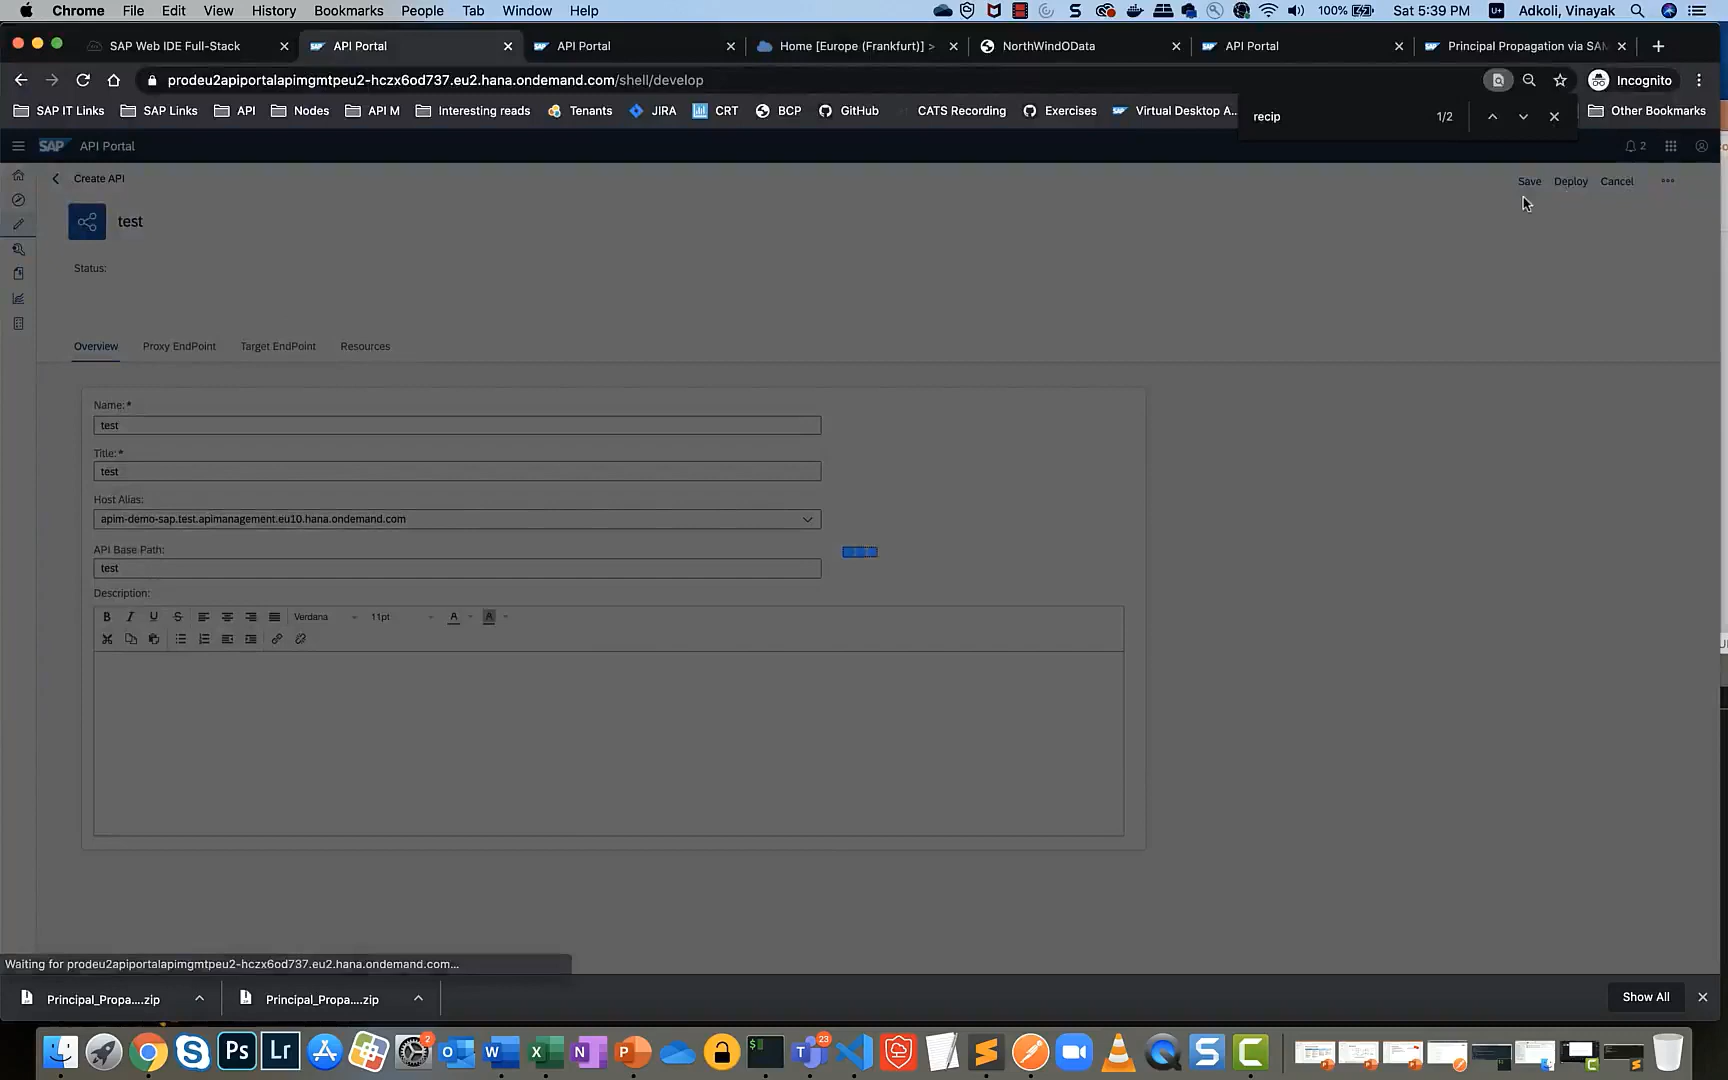 Chrome File Edit View History Bookmarks People Tab Window Help 100% Sat 5:39 PM Adkoli, Vinayak
SAP Web IDE Full-Stack API Portal API Portal Home [Europe (Frankfurt)] > NorthWindOData API Portal Principal Propagation via SAM
prodeu2apiportalapimgmtpeu2-hczx6od737.eu2.hana.ondemand.com/shell/develop Incognito
SAP IT Links SAP Links API Nodes API M Interesting reads Tenants JIRA CRT BCP GitHub CATS Recording Exercises Virtual Desktop A... Other Bookmarks
recip 1/2
SAP API Portal 2
Create API Save Deploy Cancel
test
Status:
Overview Proxy EndPoint Target EndPoint Resources
Name: *
test
Title: *
test
Host Alias:
apim-demo-sap.test.apimanagement.eu10.hana.ondemand.com
API Base Path:
test
Description:
B I U S Verdana 11pt A A
Waiting for prodeu2apiportalapimgmtpeu2-hczx6od737.eu2.hana.ondemand.com...
Principal_Propa....zip Principal_Propa....zip Show All
2 23
Ps Lr W X N P S C